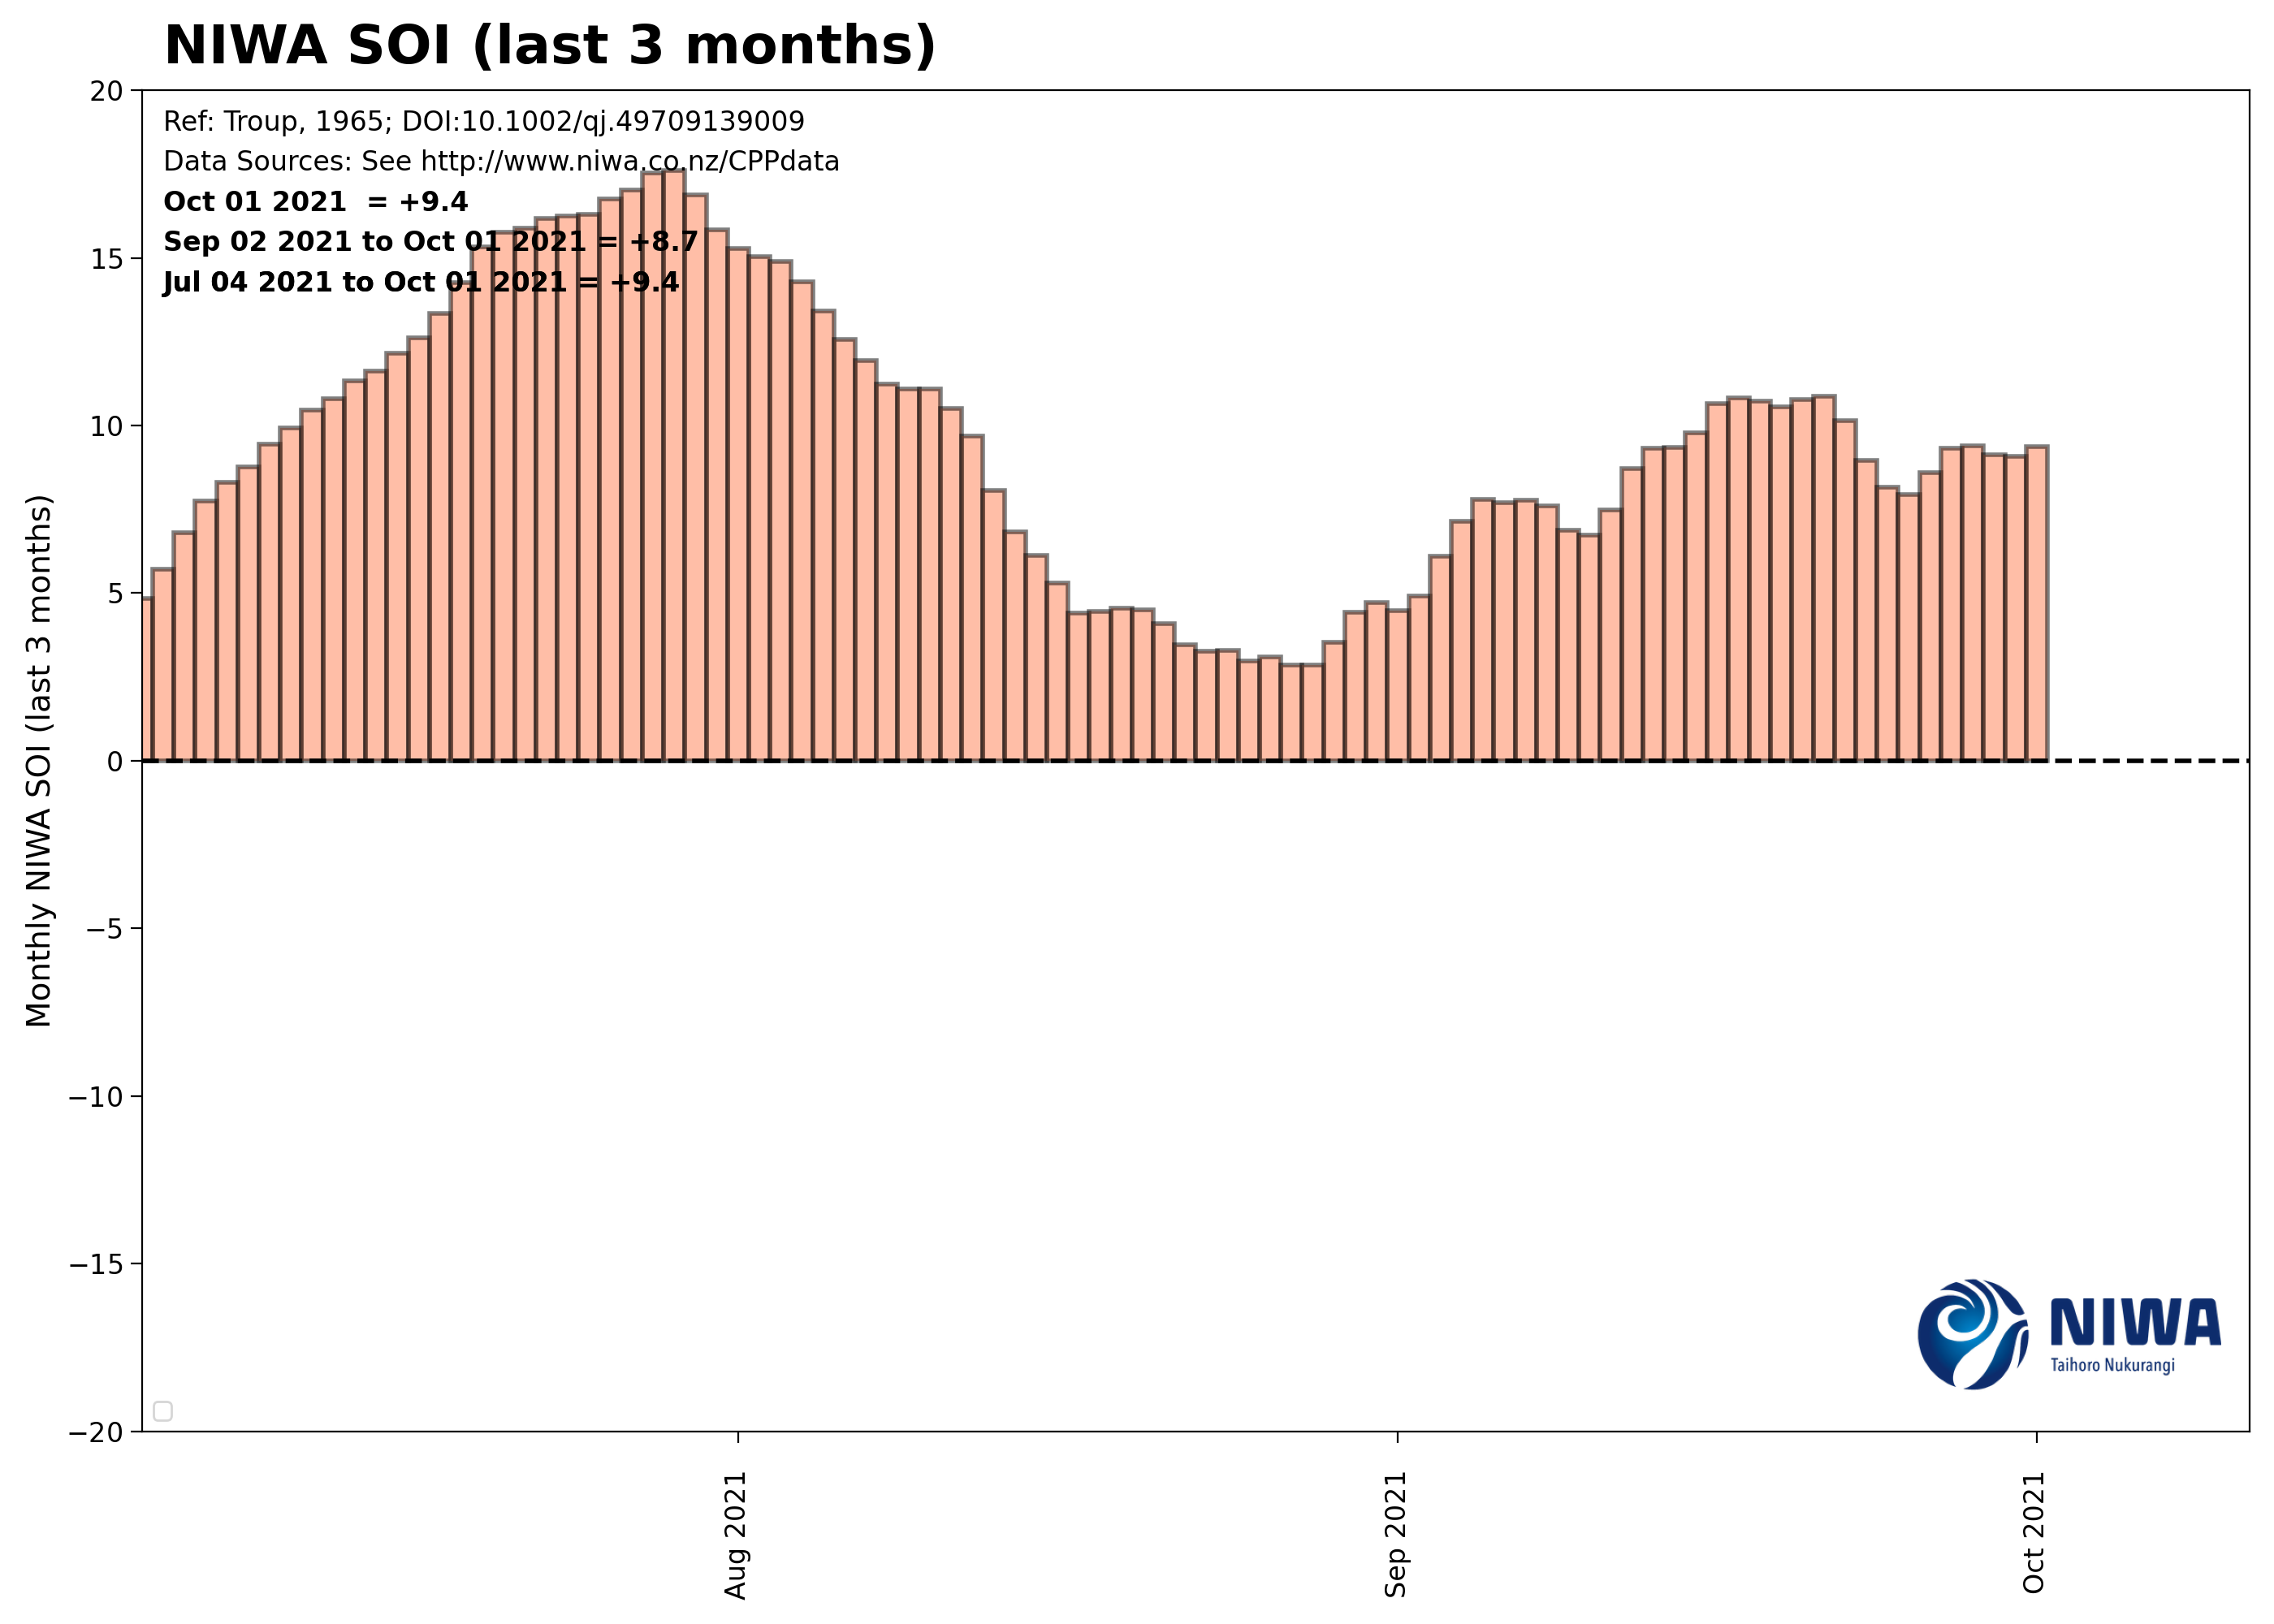 NIWA SOI (last 3 months)
Ref: Troup, 1965; DOI:10.1002/qj.49709139009
Data Sources: See http://www.niwa.co.nz/CPPdata
Oct 01 2021  = +9.4
Sep 02 2021 to Oct 01 2021 = +8.7
Jul 04 2021 to Oct 01 2021 = +9.4
Monthly NIWA SOI (last 3 months)
20
15
10
5
0
−5
−10
−15
−20
NIWA
Taihoro Nukurangi
Aug 2021
Sep 2021
Oct 2021